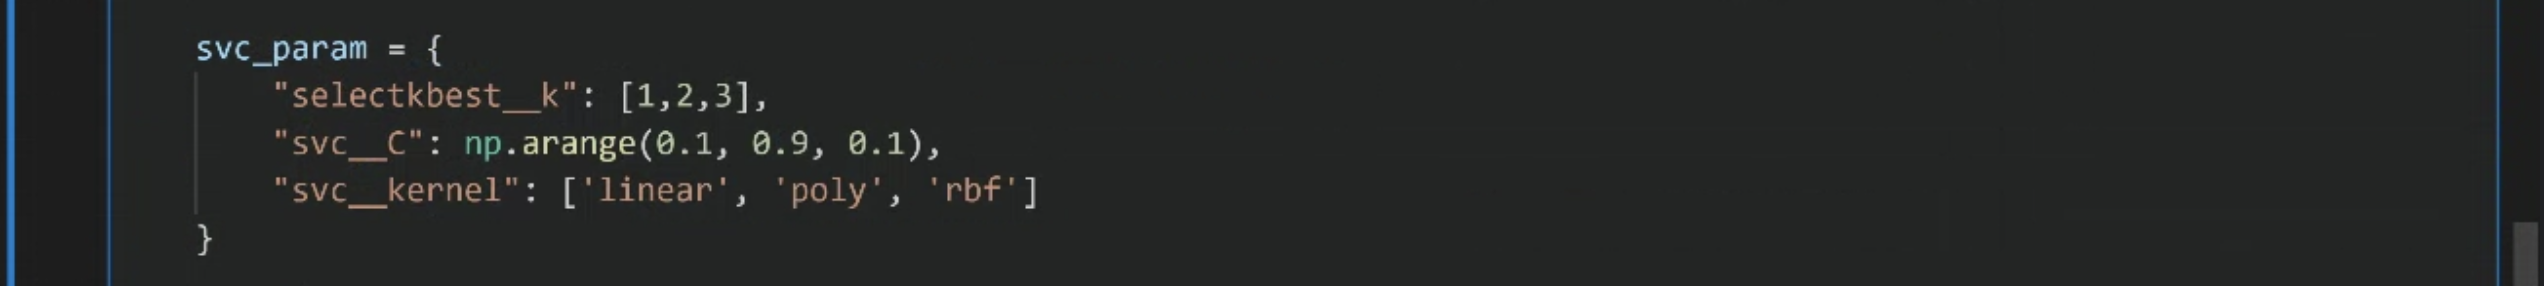 svc_param = {
    "selectkbest__k": [1,2,3],
    "svc__C": np.arange(0.1, 0.9, 0.1),
    "svc__kernel": ['linear', 'poly', 'rbf']
}